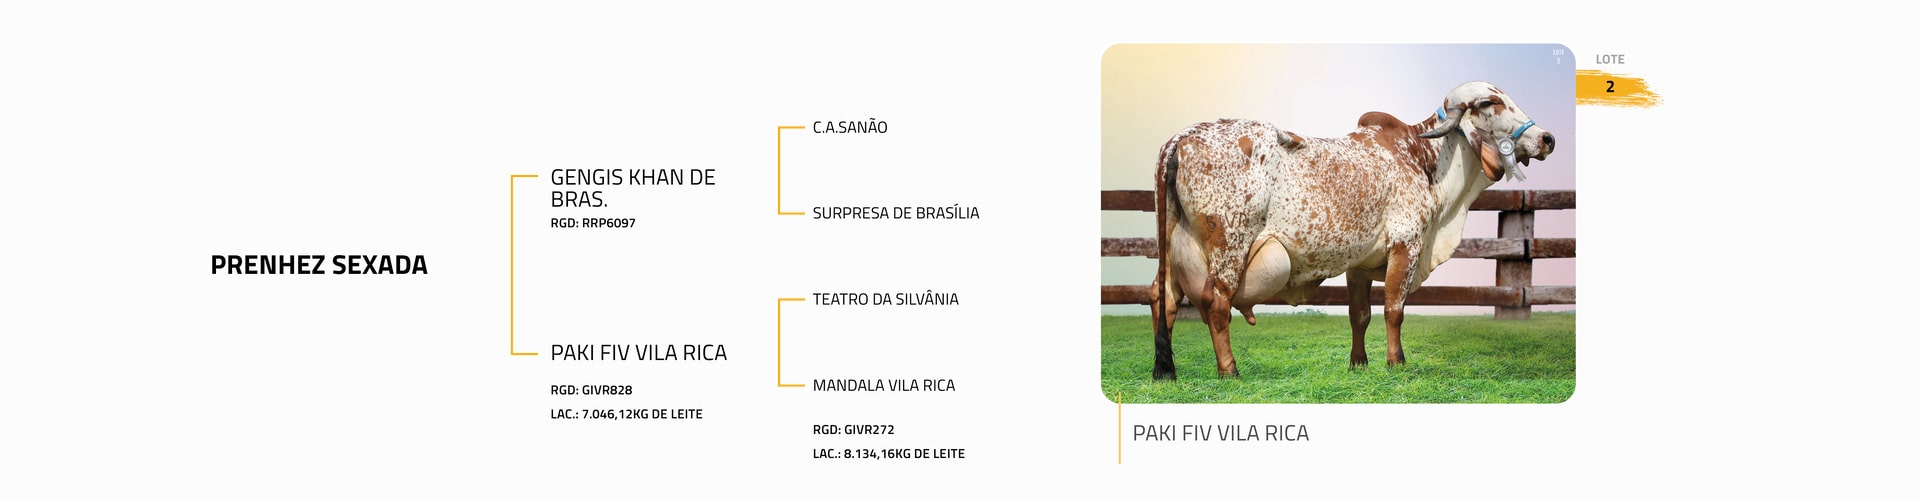 PRENHEZ SEXADA
GENGIS KHAN DE
BRAS.
RGD: RRP6097
PAKI FIV VILA RICA
RGD: GIVR828
LAC.: 7.046,12KG DE LEITE
C.A.SANÃO
SURPRESA DE BRASÍLIA
TEATRO DA SILVÂNIA
MANDALA VILA RICA
RGD: GIVR272
LAC.: 8.134,16KG DE LEITE
LOTE
2
LOTE
2
PAKI FIV VILA RICA